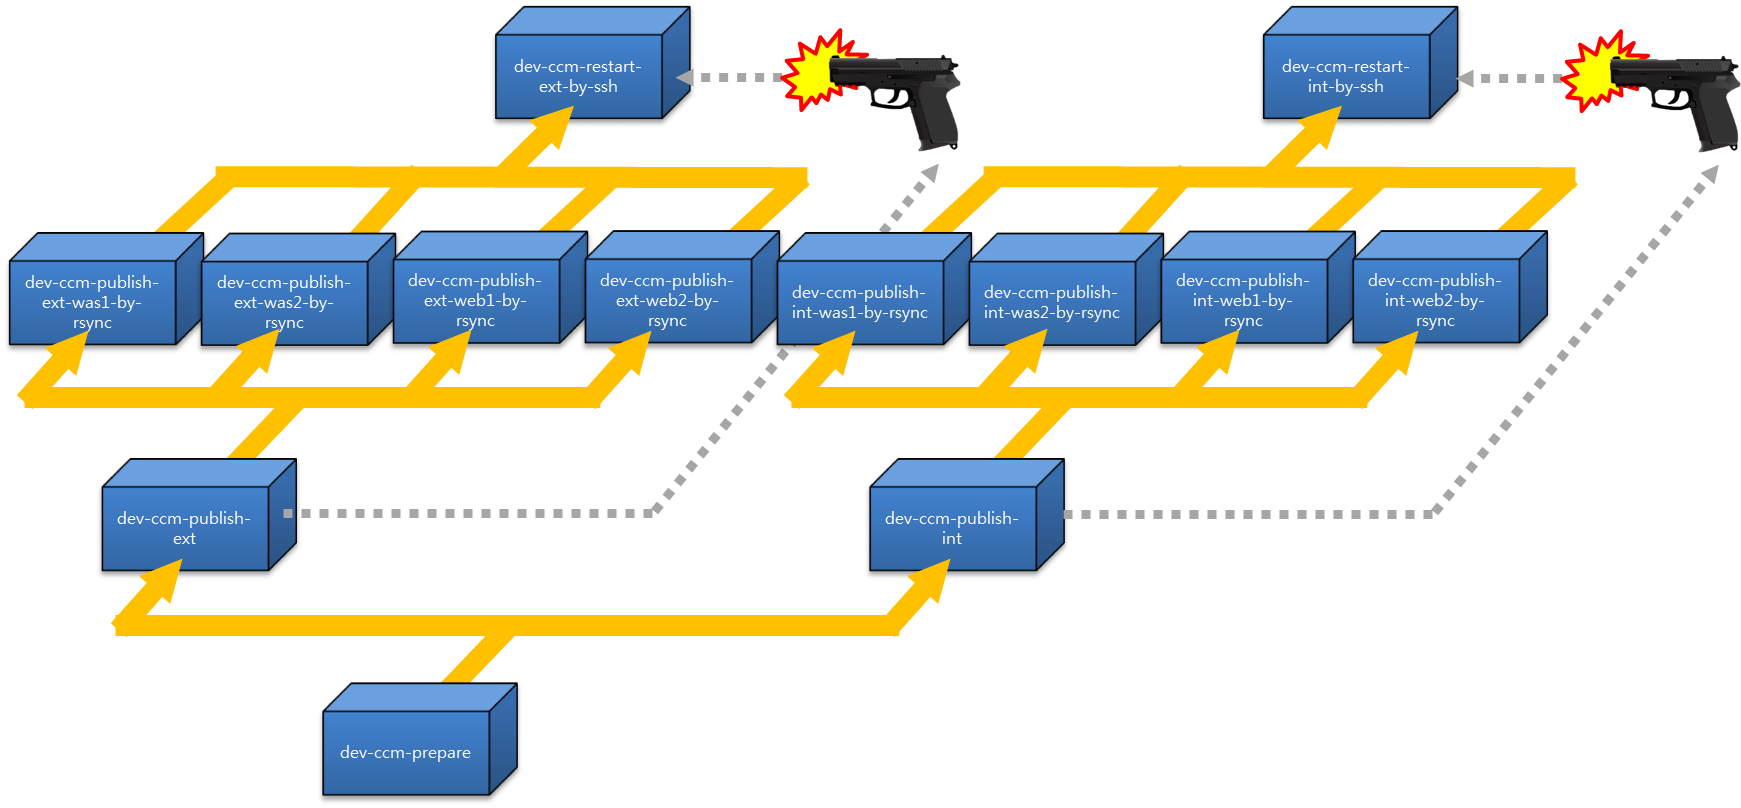 dev-ccm-restart-
ext-by-ssh
dev-ccm-restart-
int-by-ssh
dev-ccm-publish-
ext-was1-by-
rsync
dev-ccm-publish-
ext-was2-by-
rsync
dev-ccm-publish-
ext-web1-by-
rsync
dev-ccm-publish-
ext-web2-by-
rsync
dev-ccm-publish-
int-was1-by-rsync
dev-ccm-publish-
int-was2-by-rsync
dev-ccm-publish-
int-web1-by-
rsync
dev-ccm-publish-
int-web2-by-
rsync
dev-ccm-publish-
ext
dev-ccm-publish-
int
dev-ccm-prepare